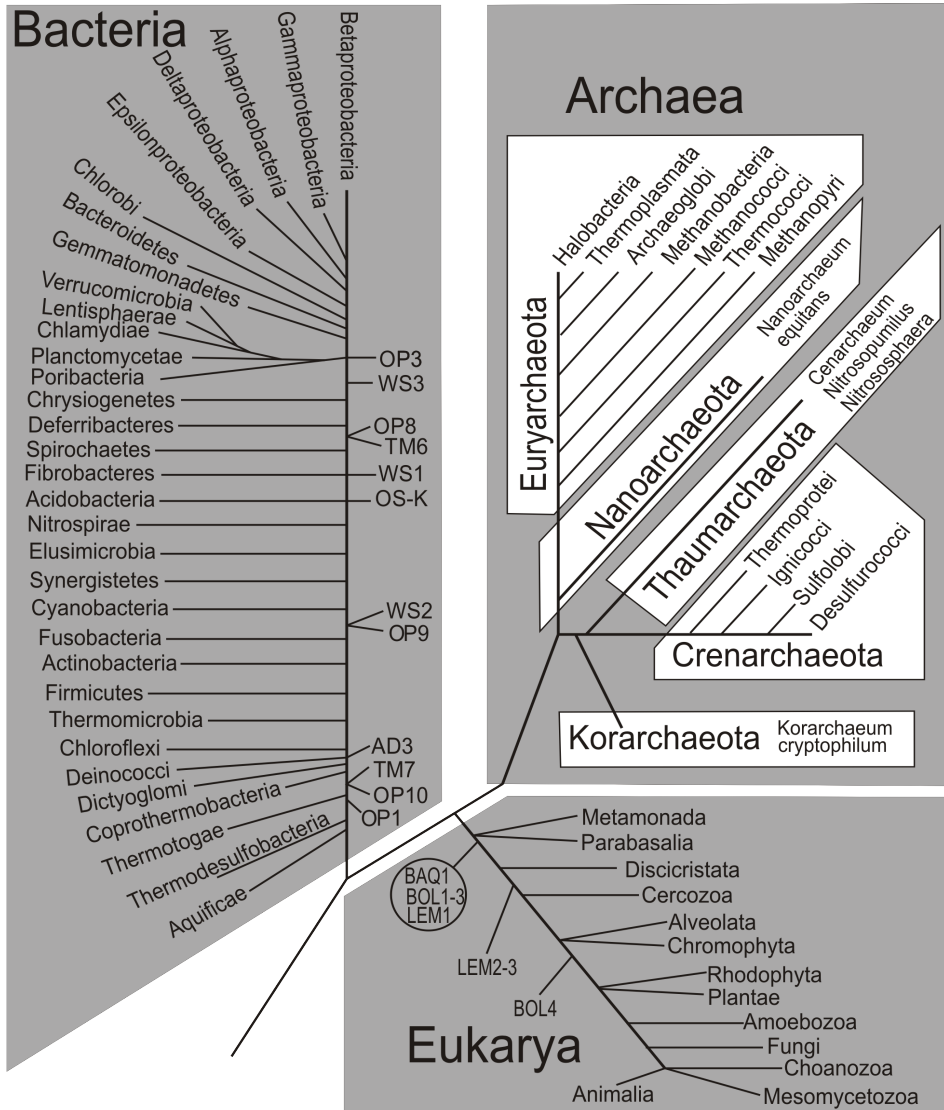 Bacteria
Betaproteobacteria
Gammaproteobacteria
Alphaproteobacteria
Deltaproteobacteria
Epsilonproteobacteria
Chlorobi
Bacteroidetes
Gemmatomonadetes
Verrucomicrobia
Lentisphaerae
Chlamydiae
Planctomycetae
Poribacteria
Chrysiogenetes
Deferribacteres
Spirochaetes
Fibrobacteres
Acidobacteria
Nitrospirae
Elusimicrobia
Synergistetes
Cyanobacteria
Fusobacteria
Actinobacteria
Firmicutes
Thermomicrobia
Chloroflexi
Deinococci
Dictyoglomi
Coprothermobacteria
Thermotogae
Thermodesulfobacteria
Aquificae
OP3
WS3
OP8
TM6
WS1
OS-K
WS2
OP9
AD3
TM7
OP10
OP1
Archaea
Euryarchaeota
Halobacteria
Thermoplasmata
Archaeoglobi
Methanobacteria
Methanococci
Thermococci
Methanopyri
Nanoarchaeota
Nanoarchaeum
equitans
Thaumarchaeota
Cenarchaeum
Nitrosopumilus
Nitrososphaera
Thermoprotei
Ignicocci
Sulfolobi
Desulfurococci
Crenarchaeota
Korarchaeota
Korarchaeum
cryptophilum
Eukarya
Metamonada
Parabasalia
BAQ1
BOL1-3
LEM1
Discicristata
Cercozoa
LEM2-3
Alveolata
Chromophyta
BOL4
Rhodophyta
Plantae
Amoebozoa
Fungi
Choanozoa
Mesomycetozoa
Animalia